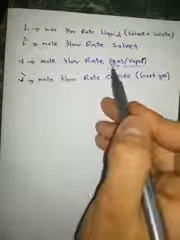 L → mole flow Rate Liquid (Solvent + Solute)
L' → mole flow Rate solvet
V → mole flow Rate (gas/vapor)
V' → mole flow Rate (inert gas)